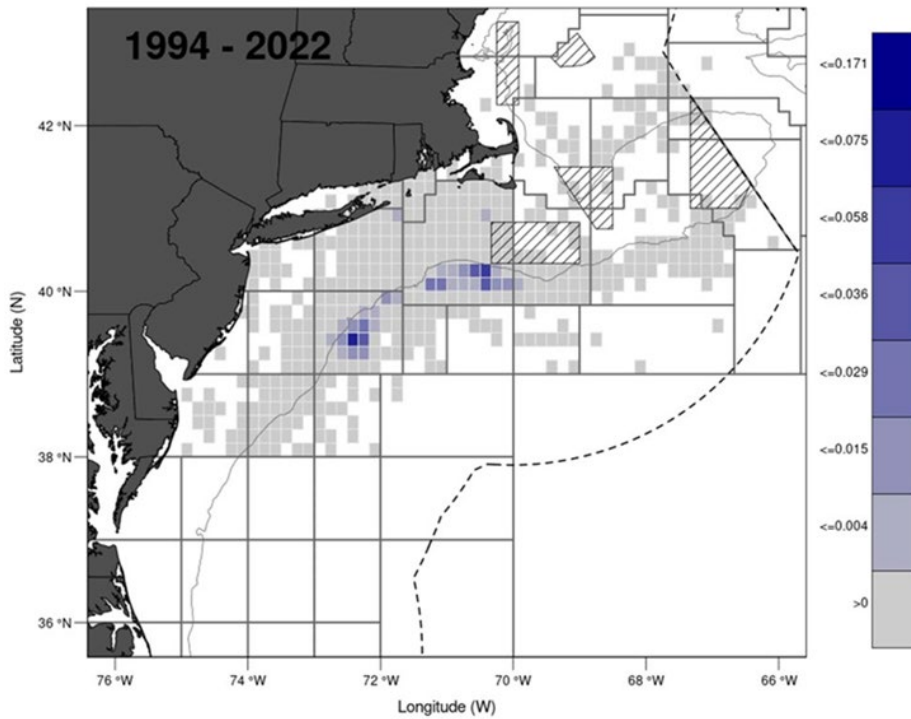 1994 - 2022
<=0.171
<=0.075
<=0.058
<=0.036
<=0.029
<=0.015
<=0.004
>0
42 °N
40 °N
38 °N
36 °N
Latitude (N)
76 °W 74 °W 72 °W 70 °W 68 °W 66 °W
Longitude (W)